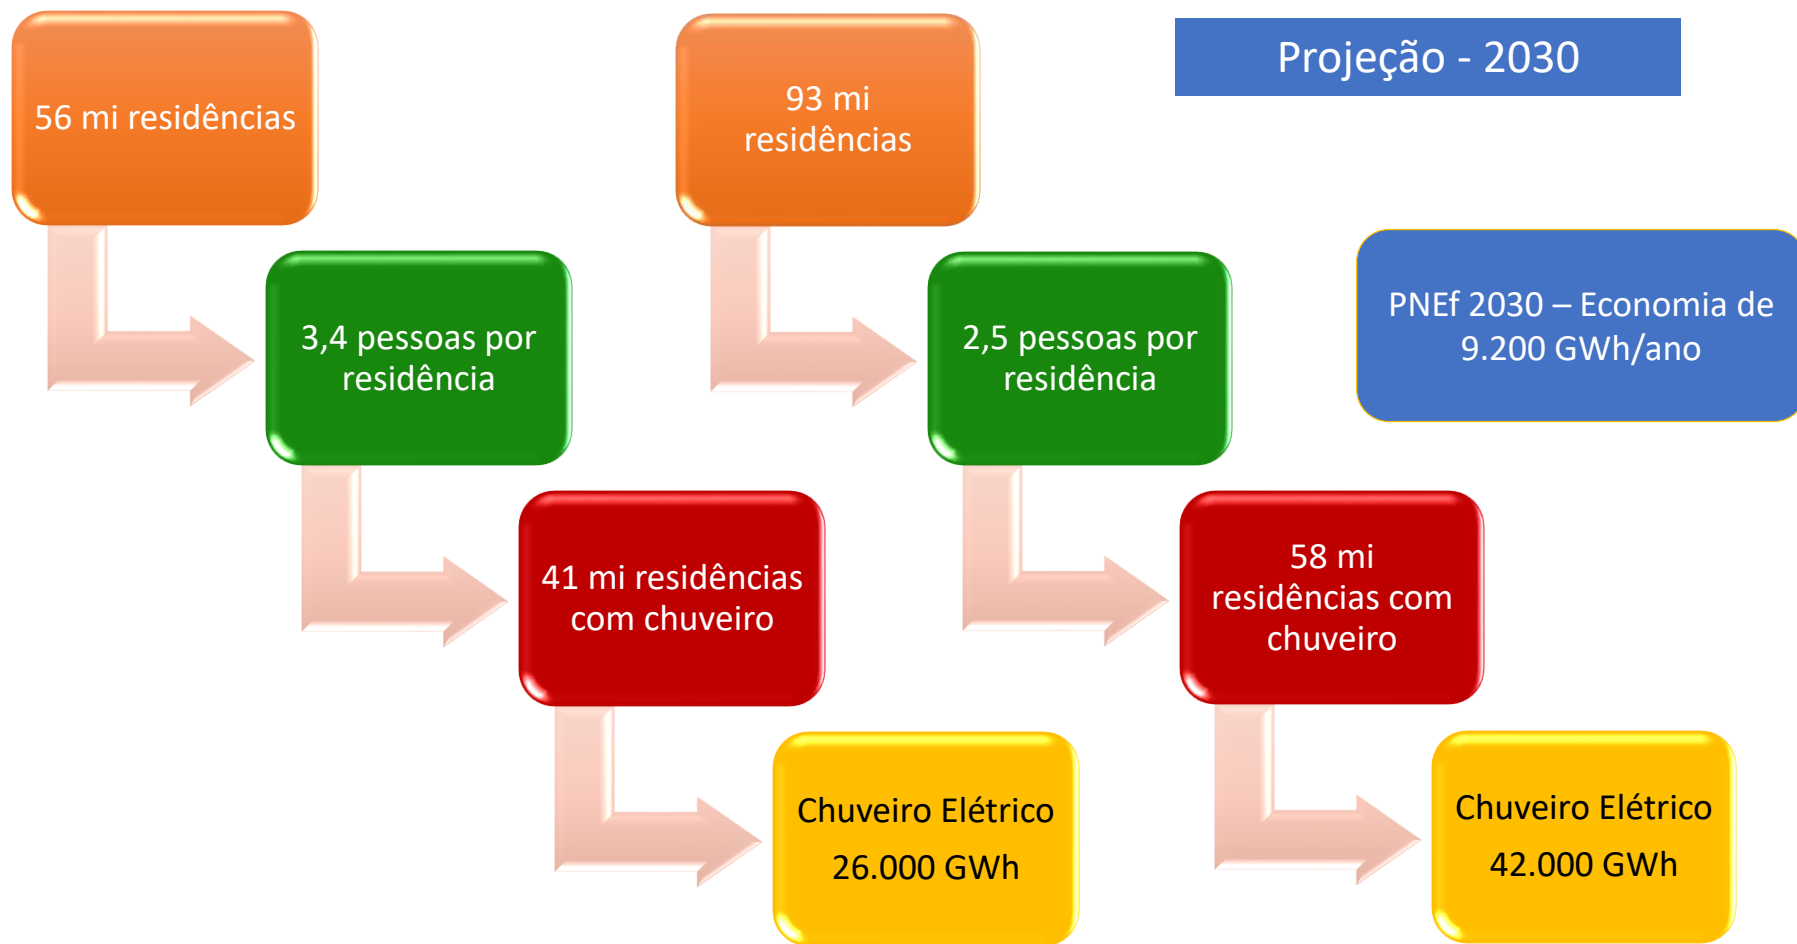 Projeção - 2030
56 mi residências
3,4 pessoas por
residência
41 mi residências
com chuveiro
Chuveiro Elétrico
26.000 GWh
93 mi
residências
2,5 pessoas por
residência
58 mi
residências com
chuveiro
Chuveiro Elétrico
42.000 GWh
PNEf 2030 – Economia de
9.200 GWh/ano